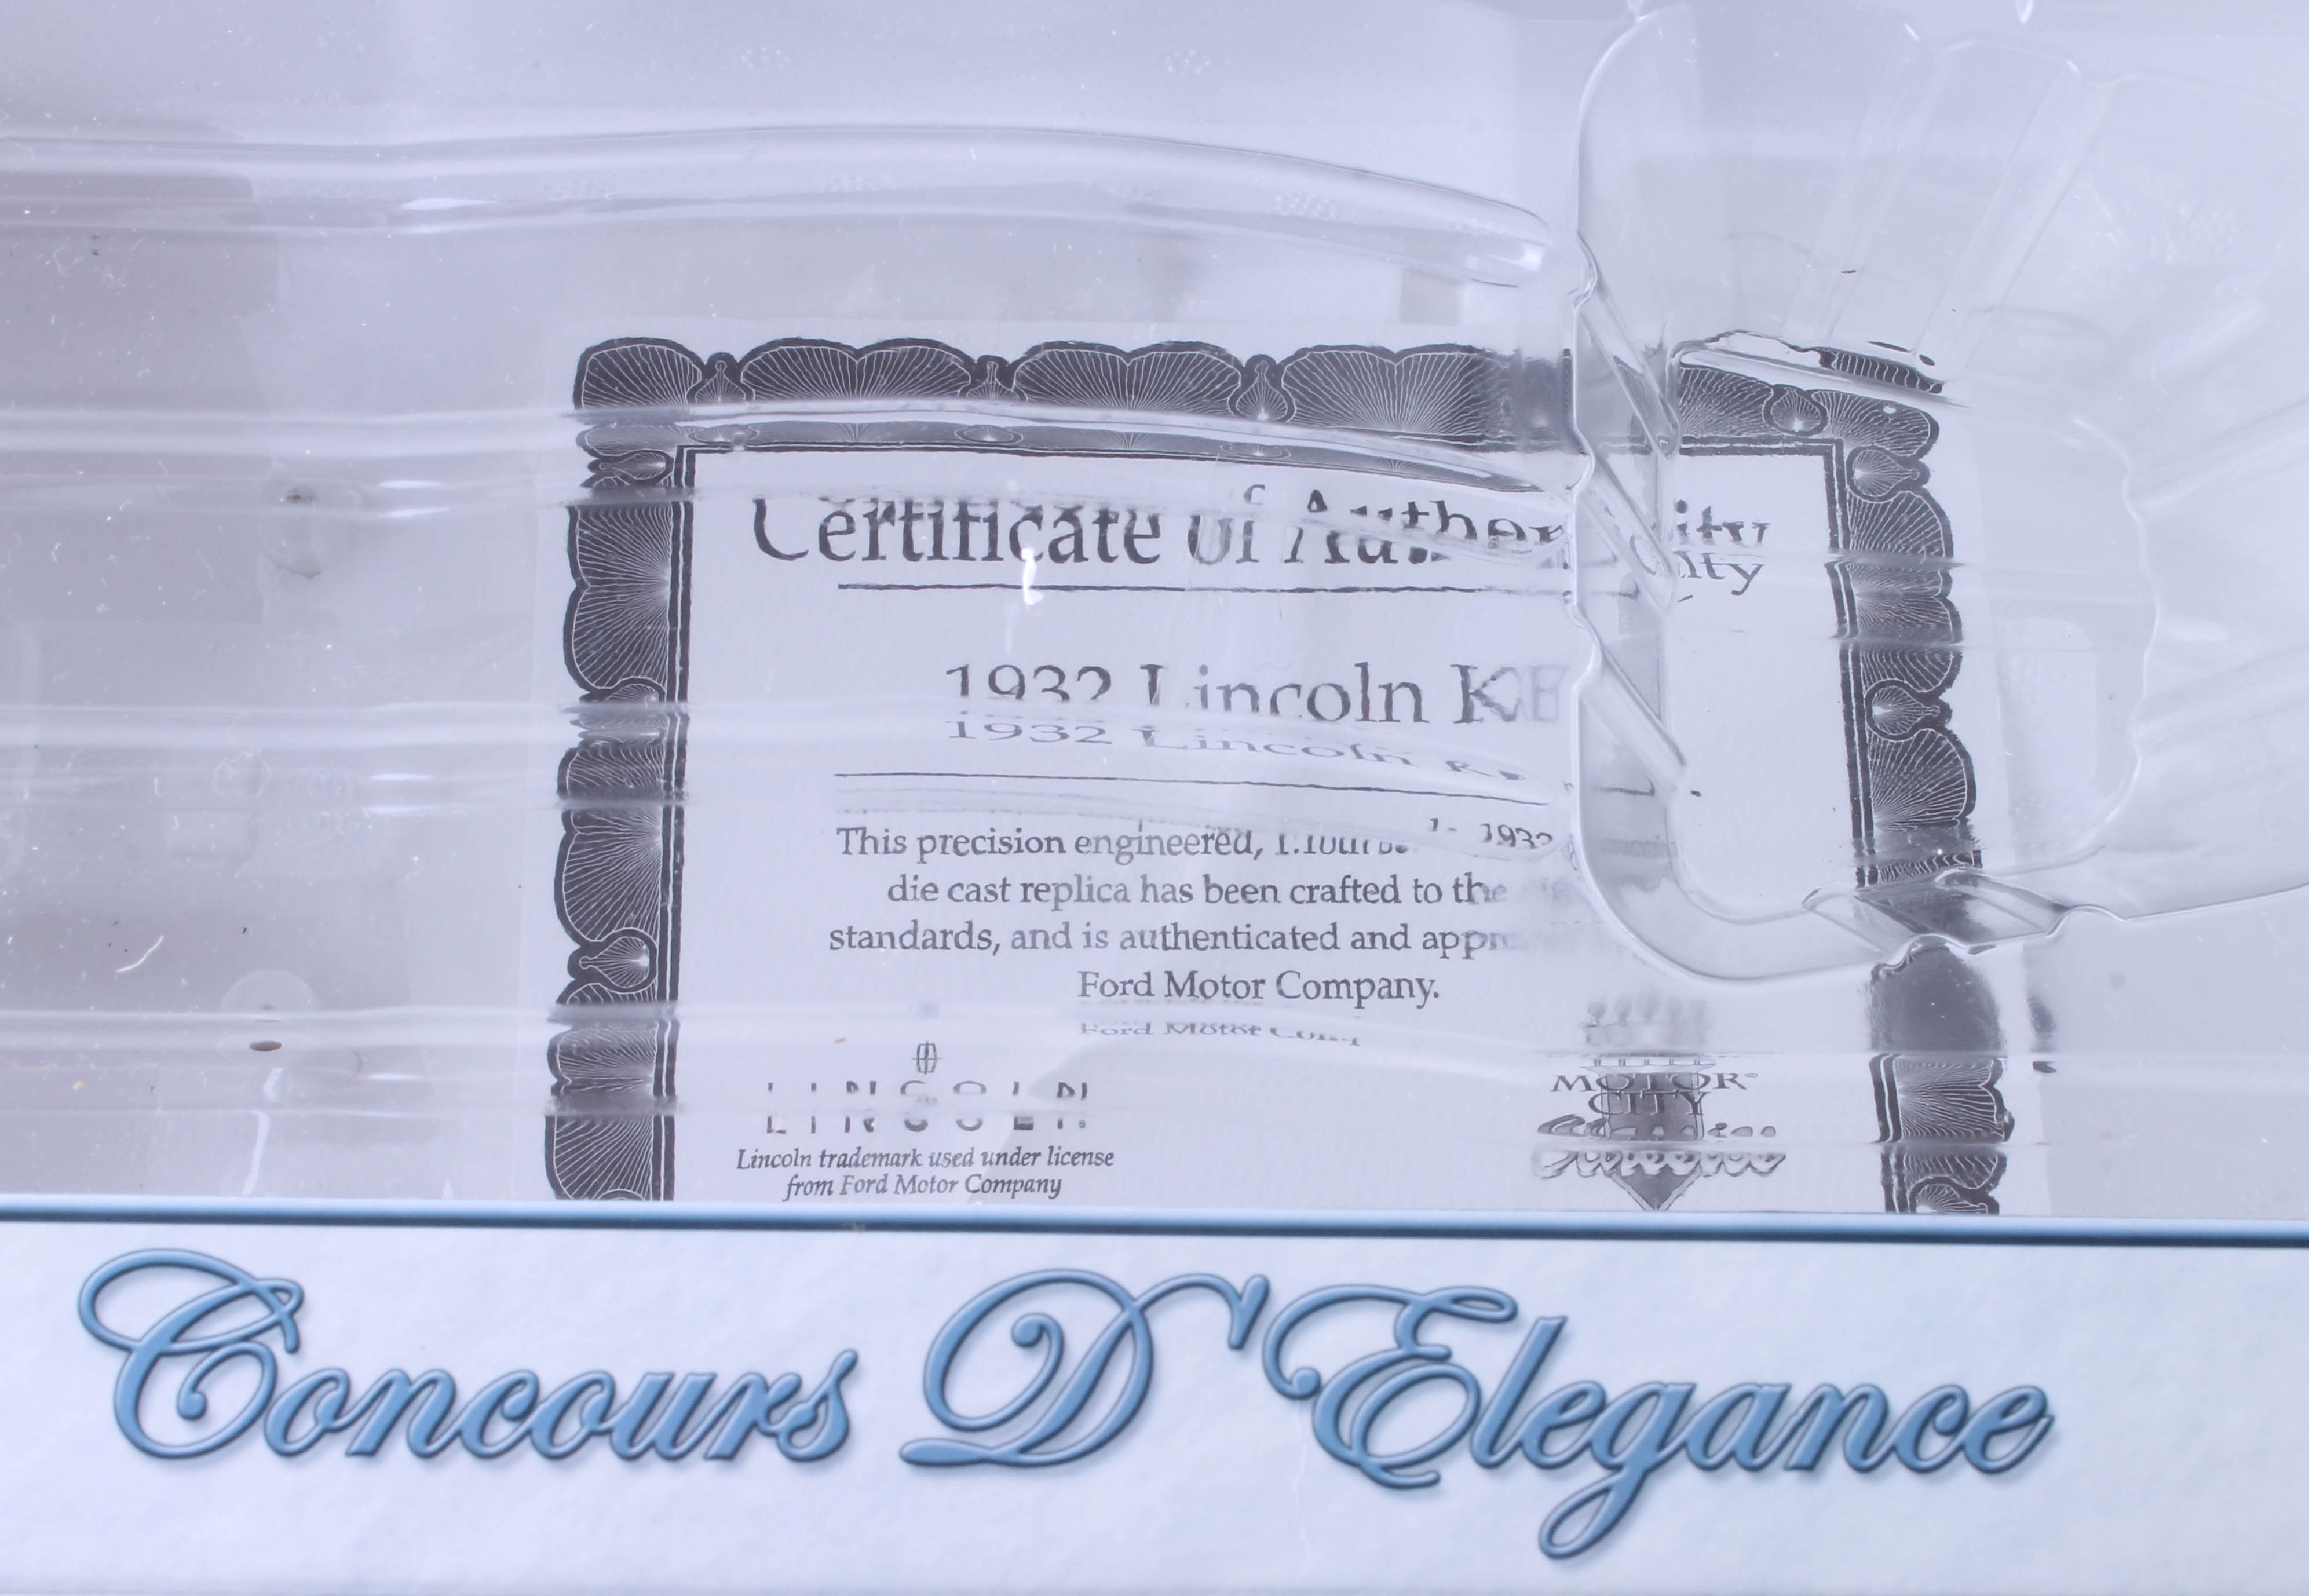 Certificate of Authenticity
1932 Lincoln KB
This precision engineered, 1932
die cast replica has been crafted to the
standards, and is authenticated and
Ford Motor Company.
LINCOLN
Lincoln trademark used under license
from Ford Motor Company
MOTOR
CITY
Concours D'Elegance